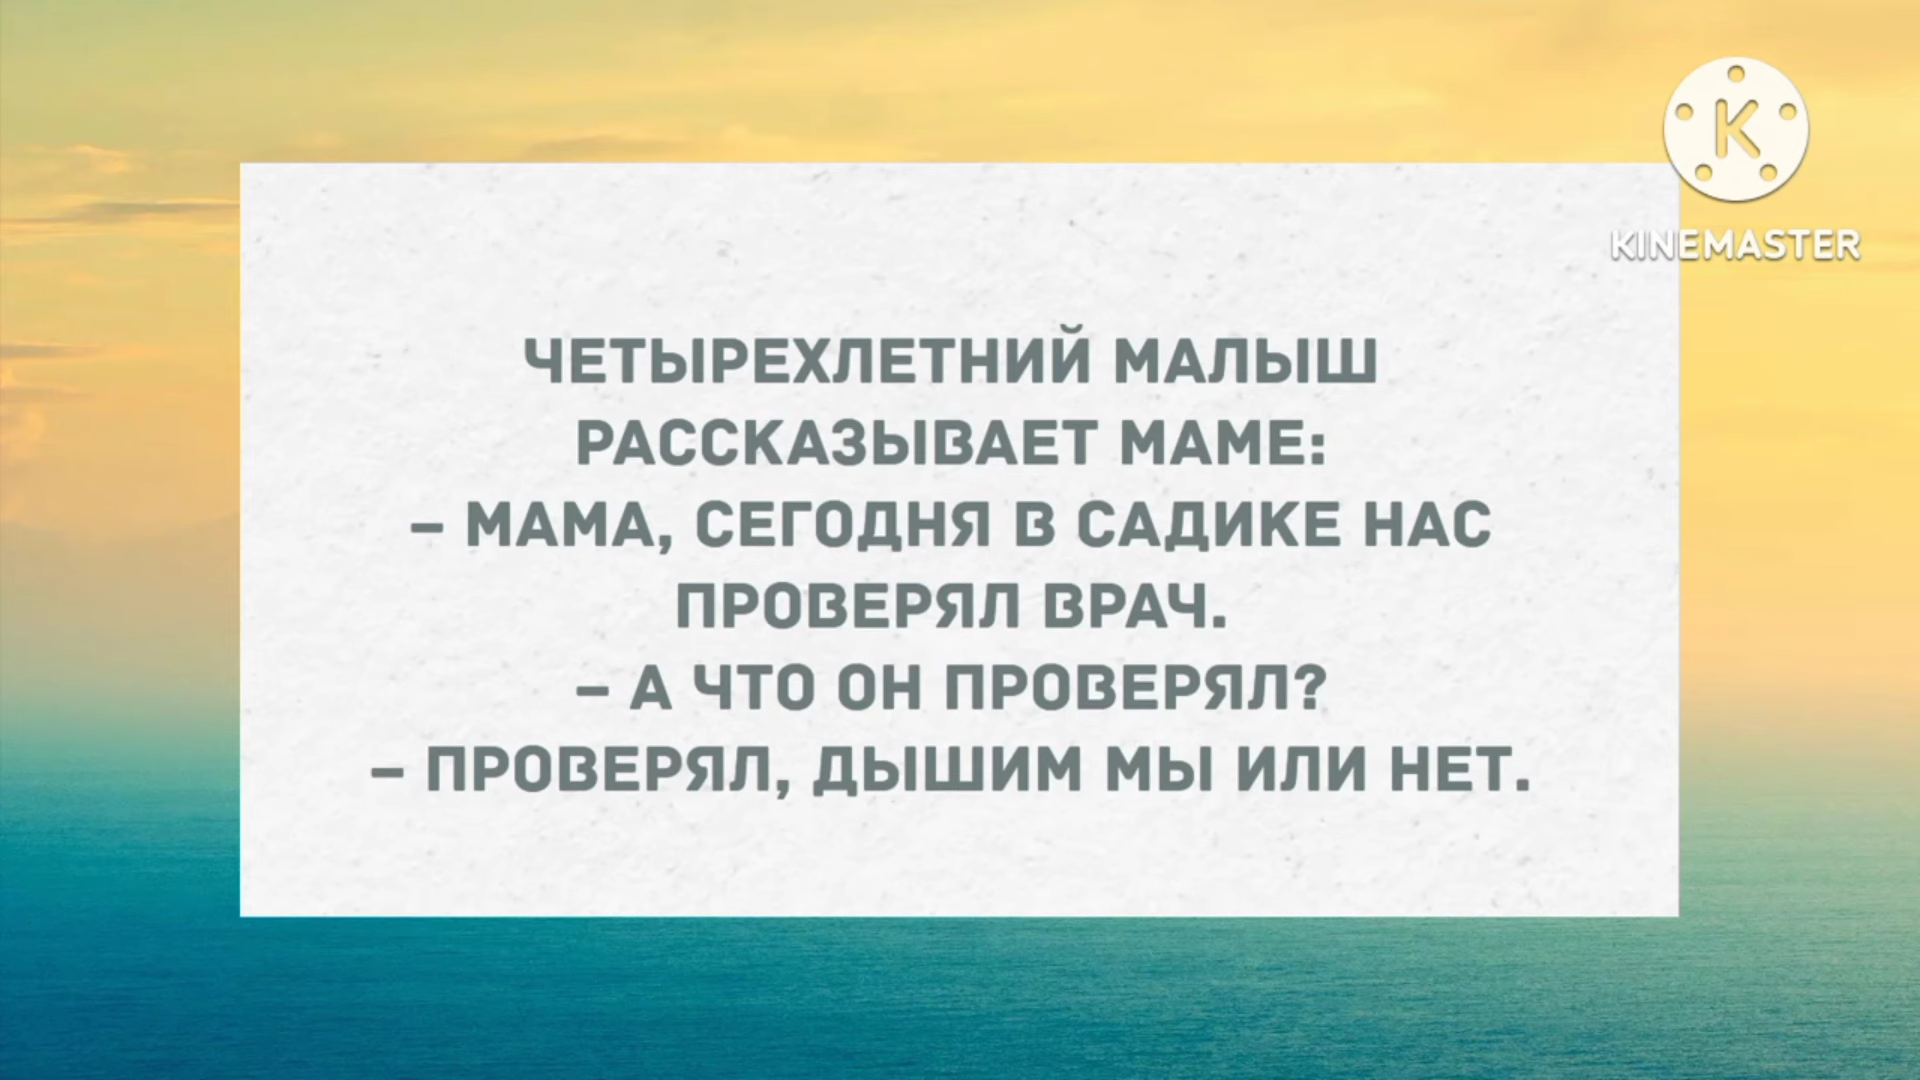 KINEMASTER
ЧЕТЫРЕХЛЕТНИЙ МАЛЫШ
РАССКАЗЫВАЕТ МАМЕ:
– МАМА, СЕГОДНЯ В САДИКЕ НАС
ПРОВЕРЯЛ ВРАЧ.
– А ЧТО ОН ПРОВЕРЯЛ?
– ПРОВЕРЯЛ, ДЫШИМ МЫ ИЛИ НЕТ.